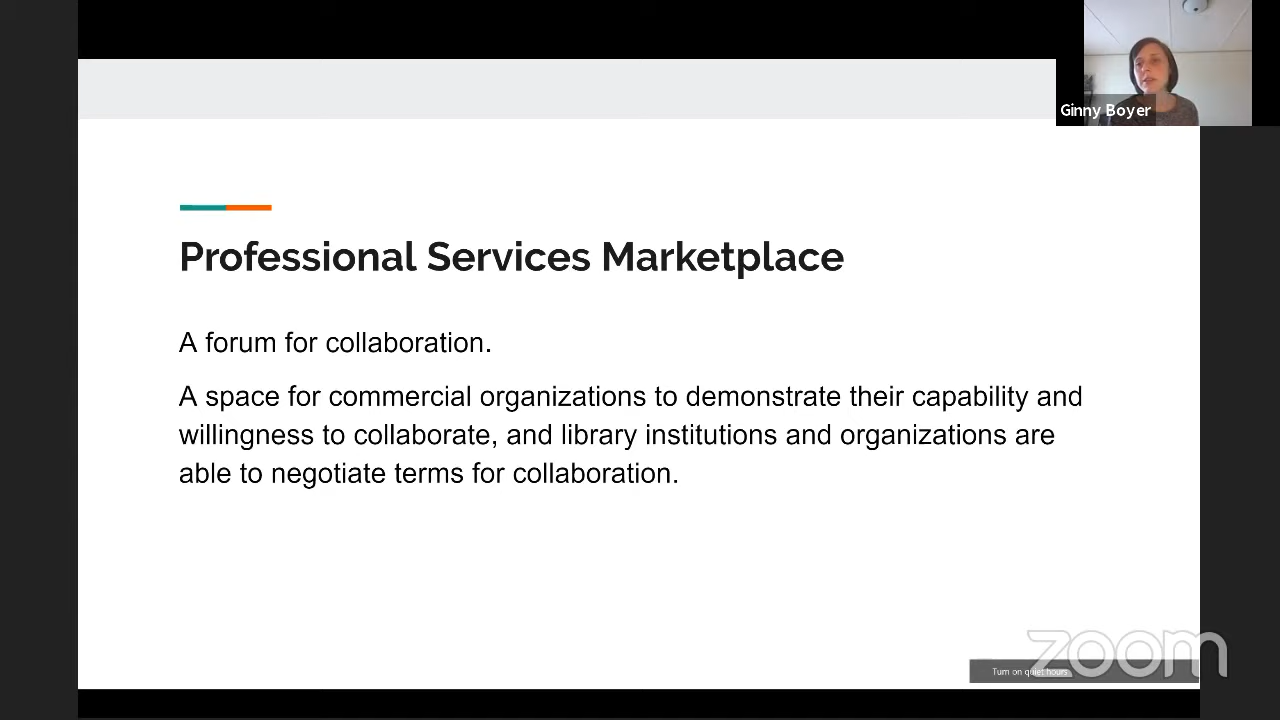 Ginny Boyer
Professional Services Marketplace
A forum for collaboration.
A space for commercial organizations to demonstrate their capability and
willingness to collaborate, and library institutions and organizations are
able to negotiate terms for collaboration.
zoom
Turn on quiet hours